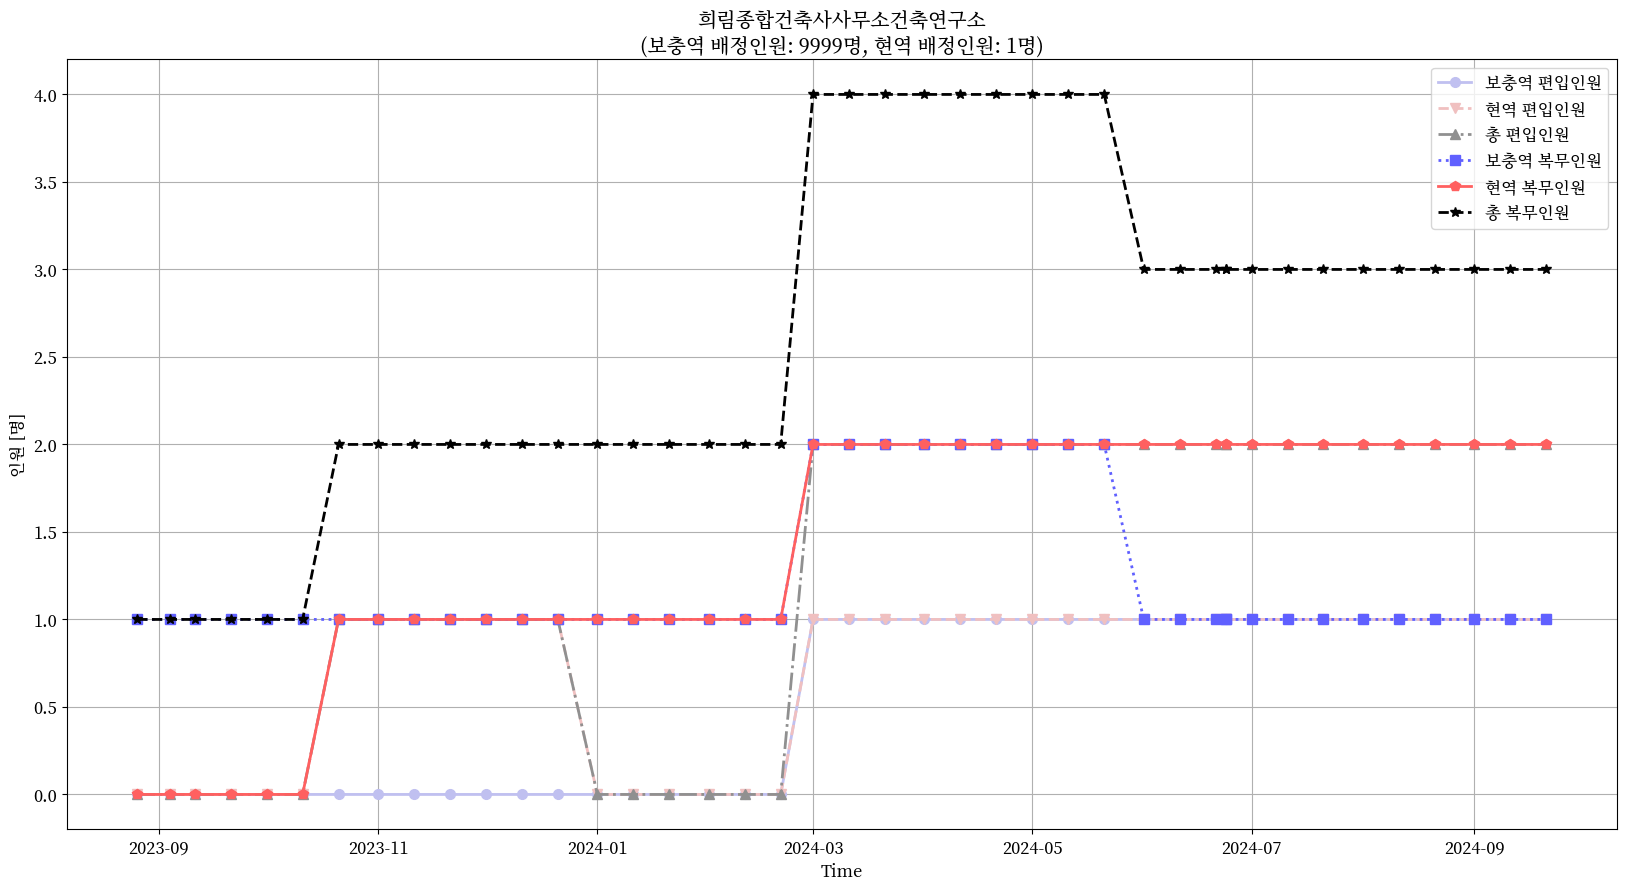 희림종합건축사사무소건축연구소
(보충역 배정인원: 9999명, 현역 배정인원: 1명)
보충역 편입인원
현역 편입인원
총 편입인원
보충역 복무인원
현역 복무인원
총 복무인원
인원 [명]
4.0
3.5
3.0
2.5
2.0
1.5
1.0
0.5
0.0
2023-09 2023-11 2024-01 2024-03 2024-05 2024-07 2024-09
Time